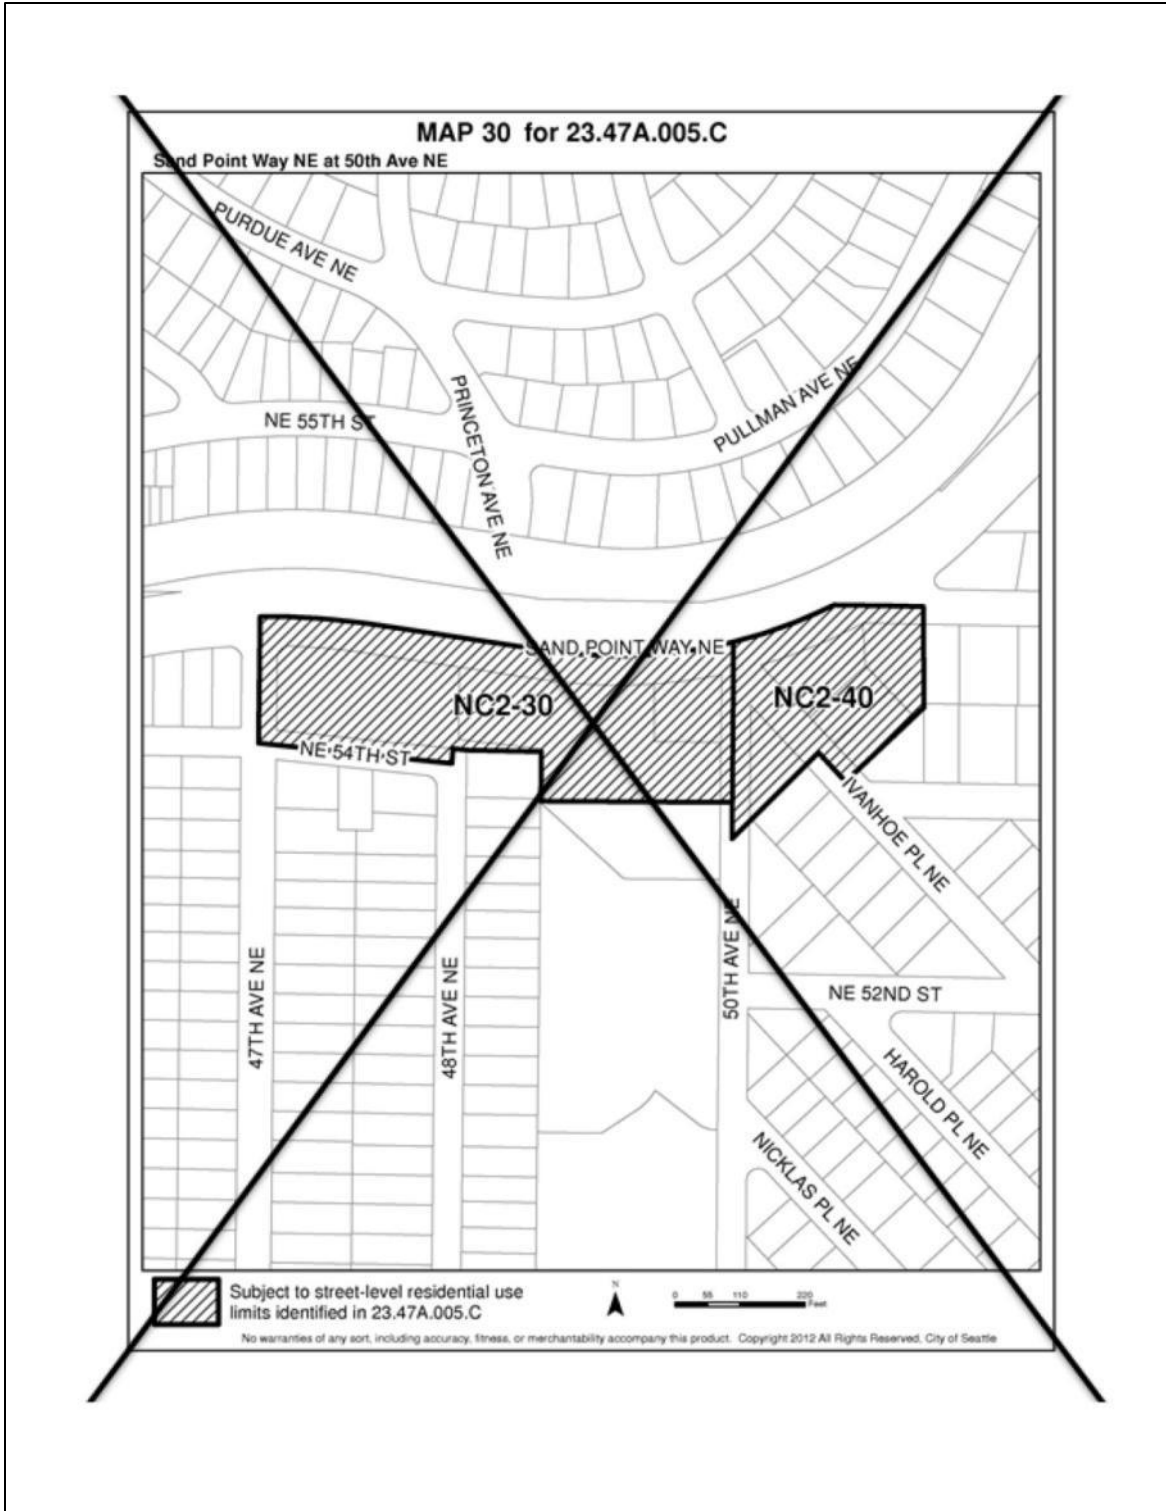 MAP 30 for 23.47A.005.C
Sand Point Way NE at 50th Ave NE
PURDUE AVE NE
PRINCETON AVE NE
PULLMAN AVE NE
NE 55TH ST
SAND POINT WAY NE
NC2-30
NC2-40
NE 54TH ST
IVANHOE PL NE
47TH AVE NE
48TH AVE NE
50TH AVE NE
NE 52ND ST
HAROLD PL NE
NICKLAS PL NE
Subject to street-level residential use
limits identified in 23.47A.005.C
N
0 55 110 220
Feet
No warranties of any sort, including accuracy, fitness, or merchantability accompany this product. Copyright 2012 All Rights Reserved, City of Seattle